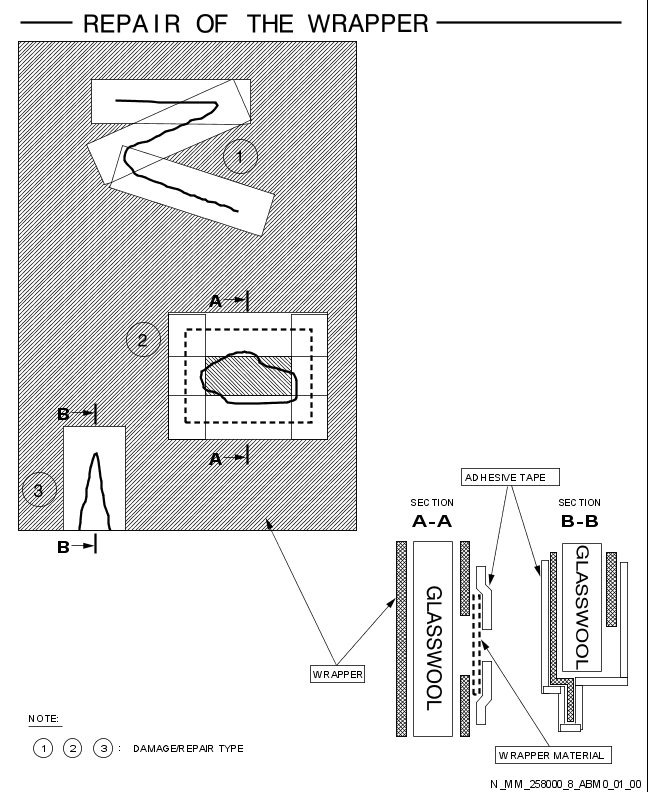 REPAIR OF THE WRAPPER
1
A
2
A
B
3
B
ADHESIVE TAPE
SECTION
A-A
SECTION
B-B
GLASSWOOL
GLASSWOOL
WRAPPER
WRAPPER MATERIAL
NOTE:
1 2 3 : DAMAGE/REPAIR TYPE
N_MM_258000_8_ABM0_01_00